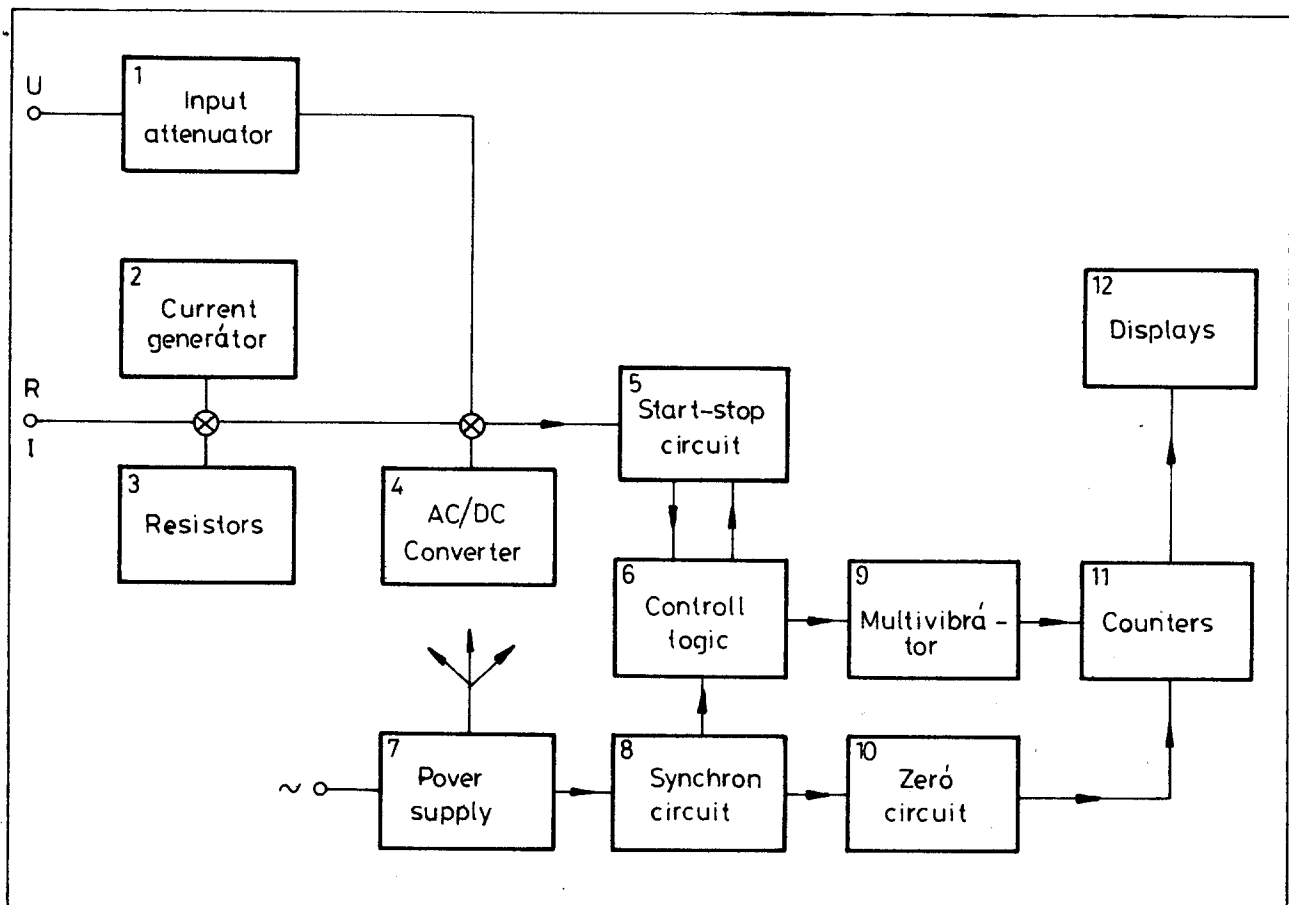 U
1
Input
attenuator
2
Current
generátor
R
I
3
Resistors
4
AC/DC
Converter
5
Start-stop
circuit
6
Controll
logic
7
Pover
supply
~
8
Synchron
circuit
9
Multivibrá-
tor
10
Zeró
circuit
11
Counters
12
Displays